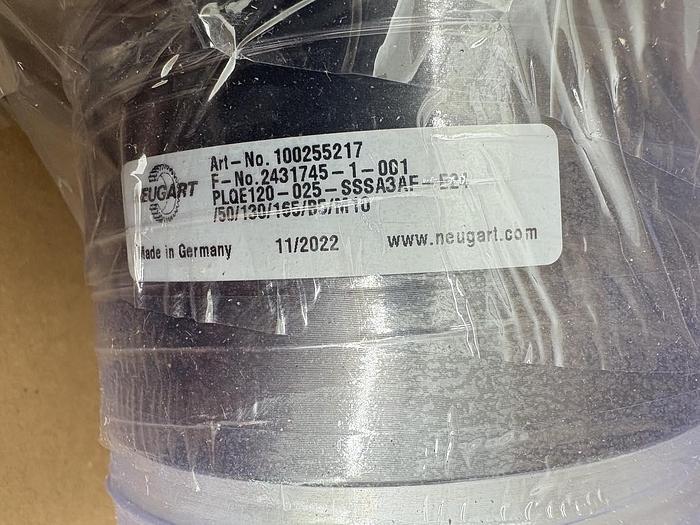 NEUGART
Art-No. 100255217
F-No.2431745-1-001
PLQE120-025-SSSA3AF-E24
/50/130/165/B5/M10
Made in Germany 11/2022 www.neugart.com